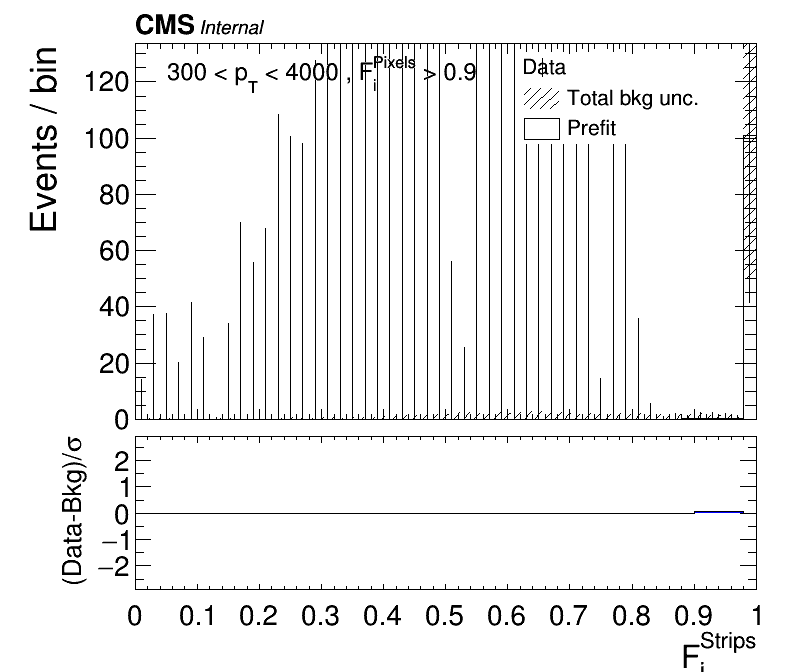 CMS Internal
300 < p_T < 4000 , F_i^Pixels > 0.9
Data
Total bkg unc.
Prefit
Events / bin
120
100
80
60
40
20
0
(Data-Bkg)/σ
2
1
0
−1
−2
0 0.1 0.2 0.3 0.4 0.5 0.6 0.7 0.8 0.9 1
F_i^Strips